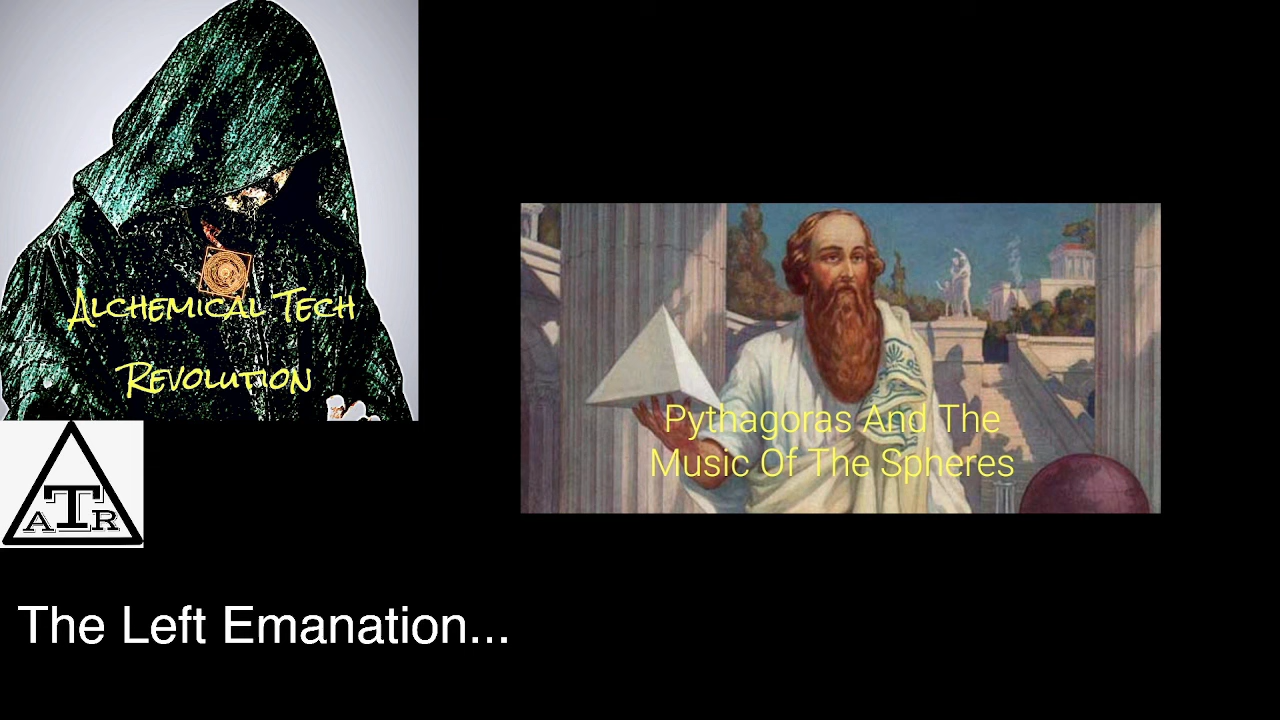 Alchemical Tech
Revolution
Pythagoras And The
Music Of The Spheres
ATR
The Left Emanation...